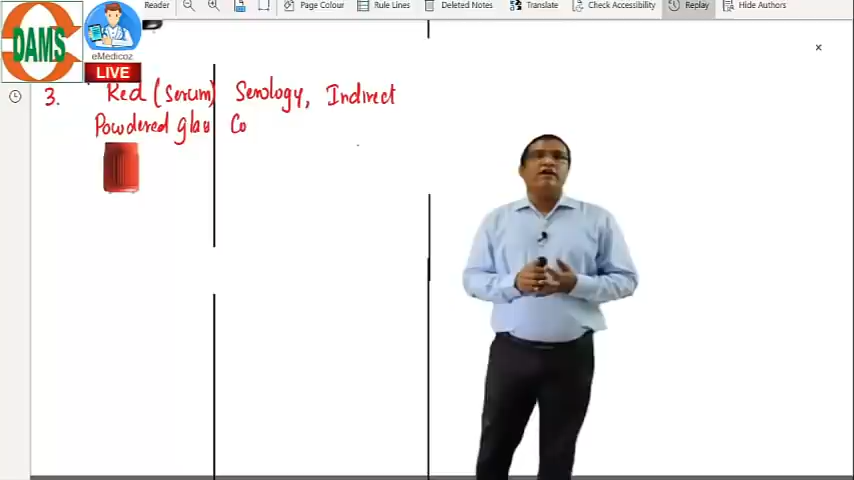 Reader Page Colour Rule Lines Deleted Notes Translate Check Accessibility Replay Hide Authors
DAMS
eMedicoz
LIVE
3. Red (Serum) Serology, Indirect
Powdered glass Co